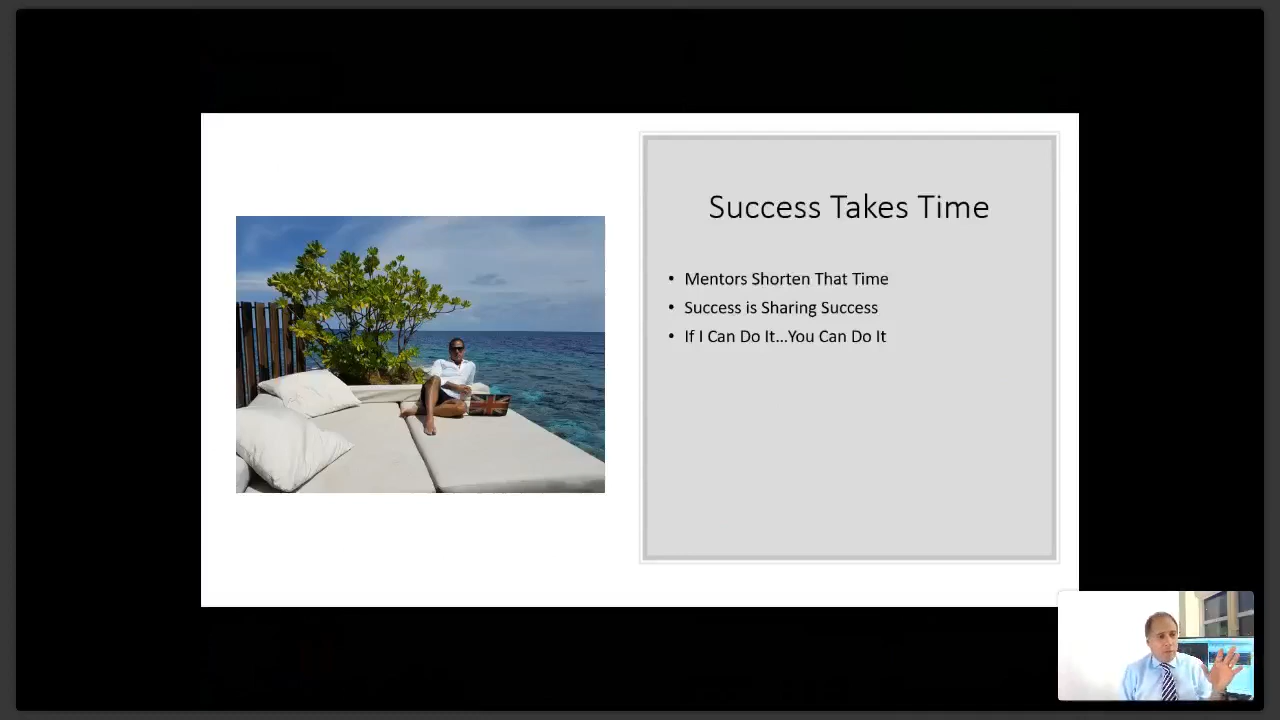 Success Takes Time
• Mentors Shorten That Time
• Success is Sharing Success
• If I Can Do It...You Can Do It